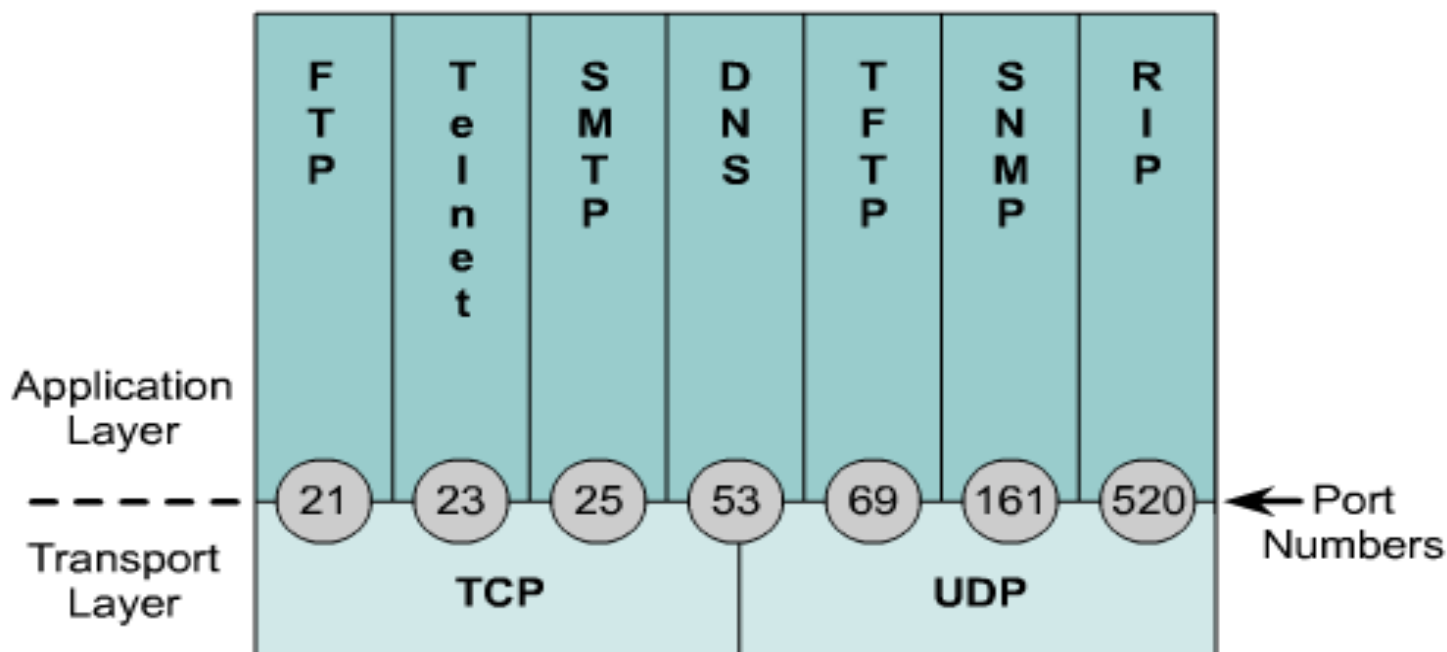 FTP
Telnet
SMTP
DNS
TFTP
SNMP
RIP
Application
Layer
21
23
25
53
69
161
520
Port
Numbers
Transport
Layer
TCP
UDP